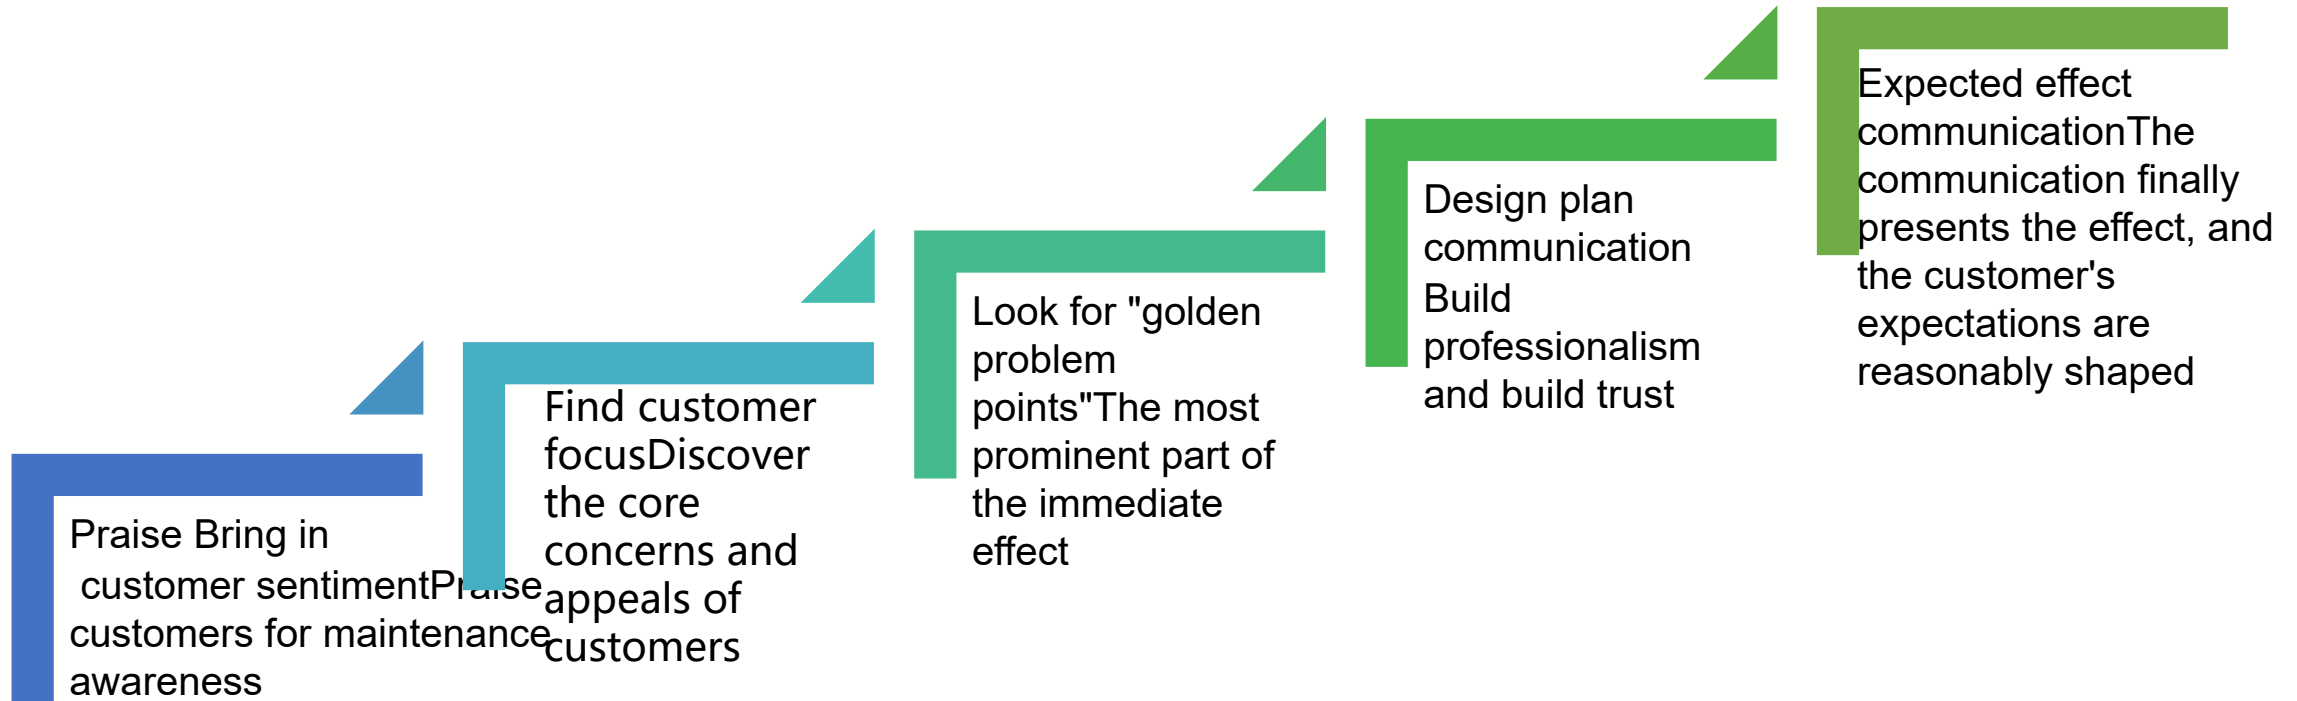 Praise Bring in
customer sentimentPraise
customers for maintenance
awareness
Find customer
focusDiscover
the core
concerns and
appeals of
customers
Look for "golden
problem
points"The most
prominent part of
the immediate
effect
Design plan
communication
Build
professionalism
and build trust
Expected effect
communicationThe
communication finally
presents the effect, and
the customer's
expectations are
reasonably shaped